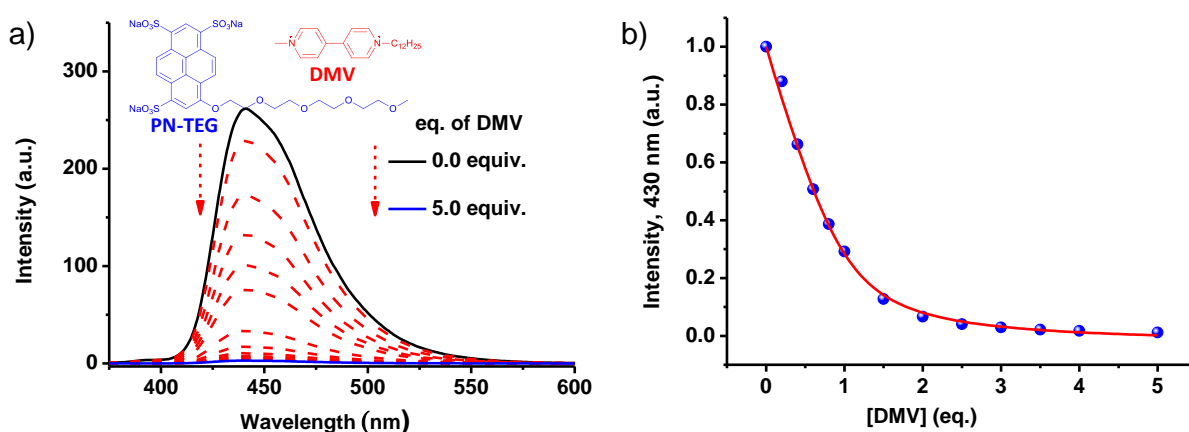 a)
NaO₃S
SO₃Na
NaO₃S
O
O
O
O
O
PN-TEG
N
N
C₁₂H₂₅
DMV
eq. of DMV
0.0 equiv.
5.0 equiv.
300
200
100
0
Intensity (a.u.)
400
450
500
550
600
Wavelength (nm)
b)
1.0
0.8
0.6
0.4
0.2
0.0
Intensity, 430 nm (a.u.)
0
1
2
3
4
5
[DMV] (eq.)